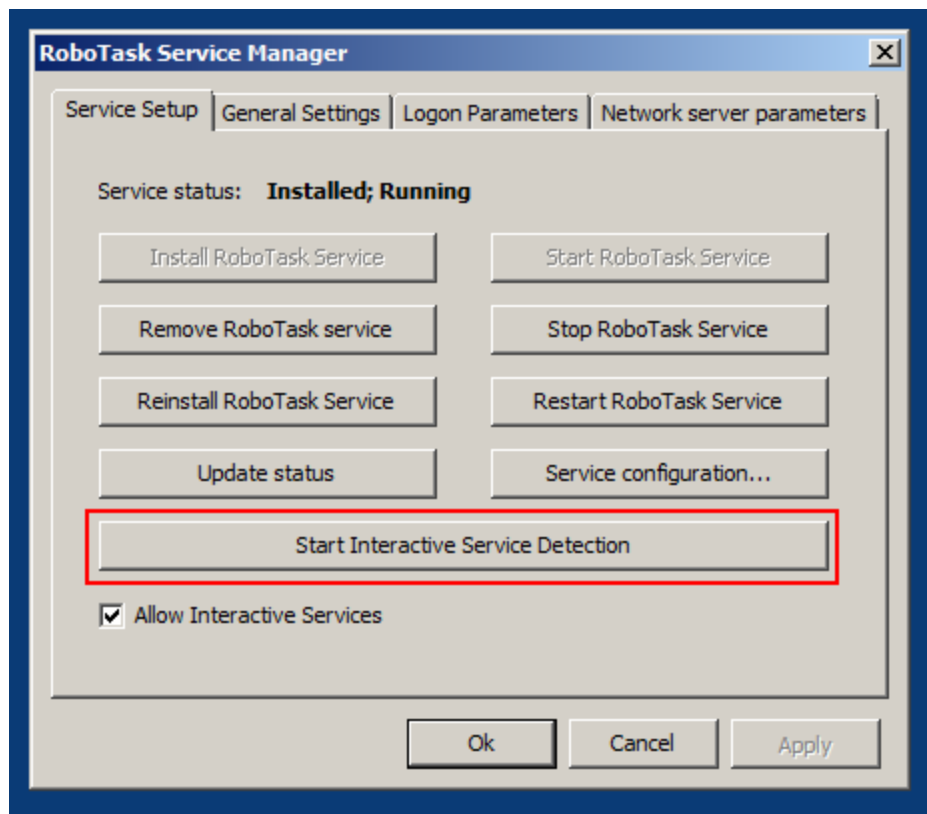 RoboTask Service Manager
Service Setup General Settings Logon Parameters Network server parameters
Service status: Installed; Running
Install RoboTask Service Start RoboTask Service
Remove RoboTask service Stop RoboTask Service
Reinstall RoboTask Service Restart RoboTask Service
Update status Service configuration...
Start Interactive Service Detection
Allow Interactive Services
Ok Cancel Apply